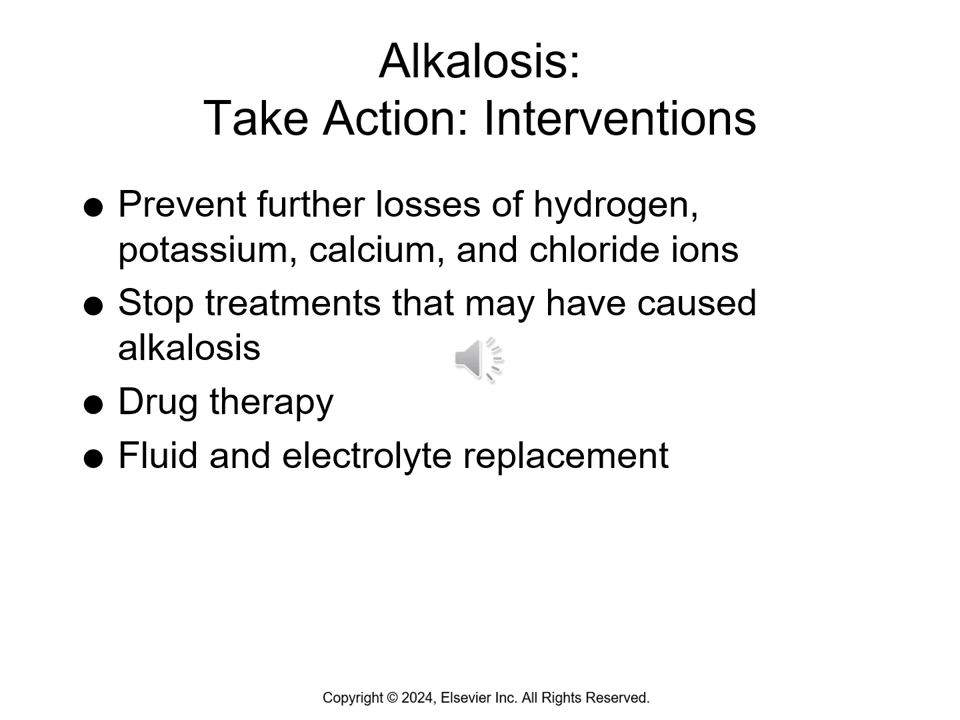 Alkalosis:
Take Action: Interventions
● Prevent further losses of hydrogen,
potassium, calcium, and chloride ions
● Stop treatments that may have caused
alkalosis
● Drug therapy
● Fluid and electrolyte replacement
Copyright © 2024, Elsevier Inc. All Rights Reserved.